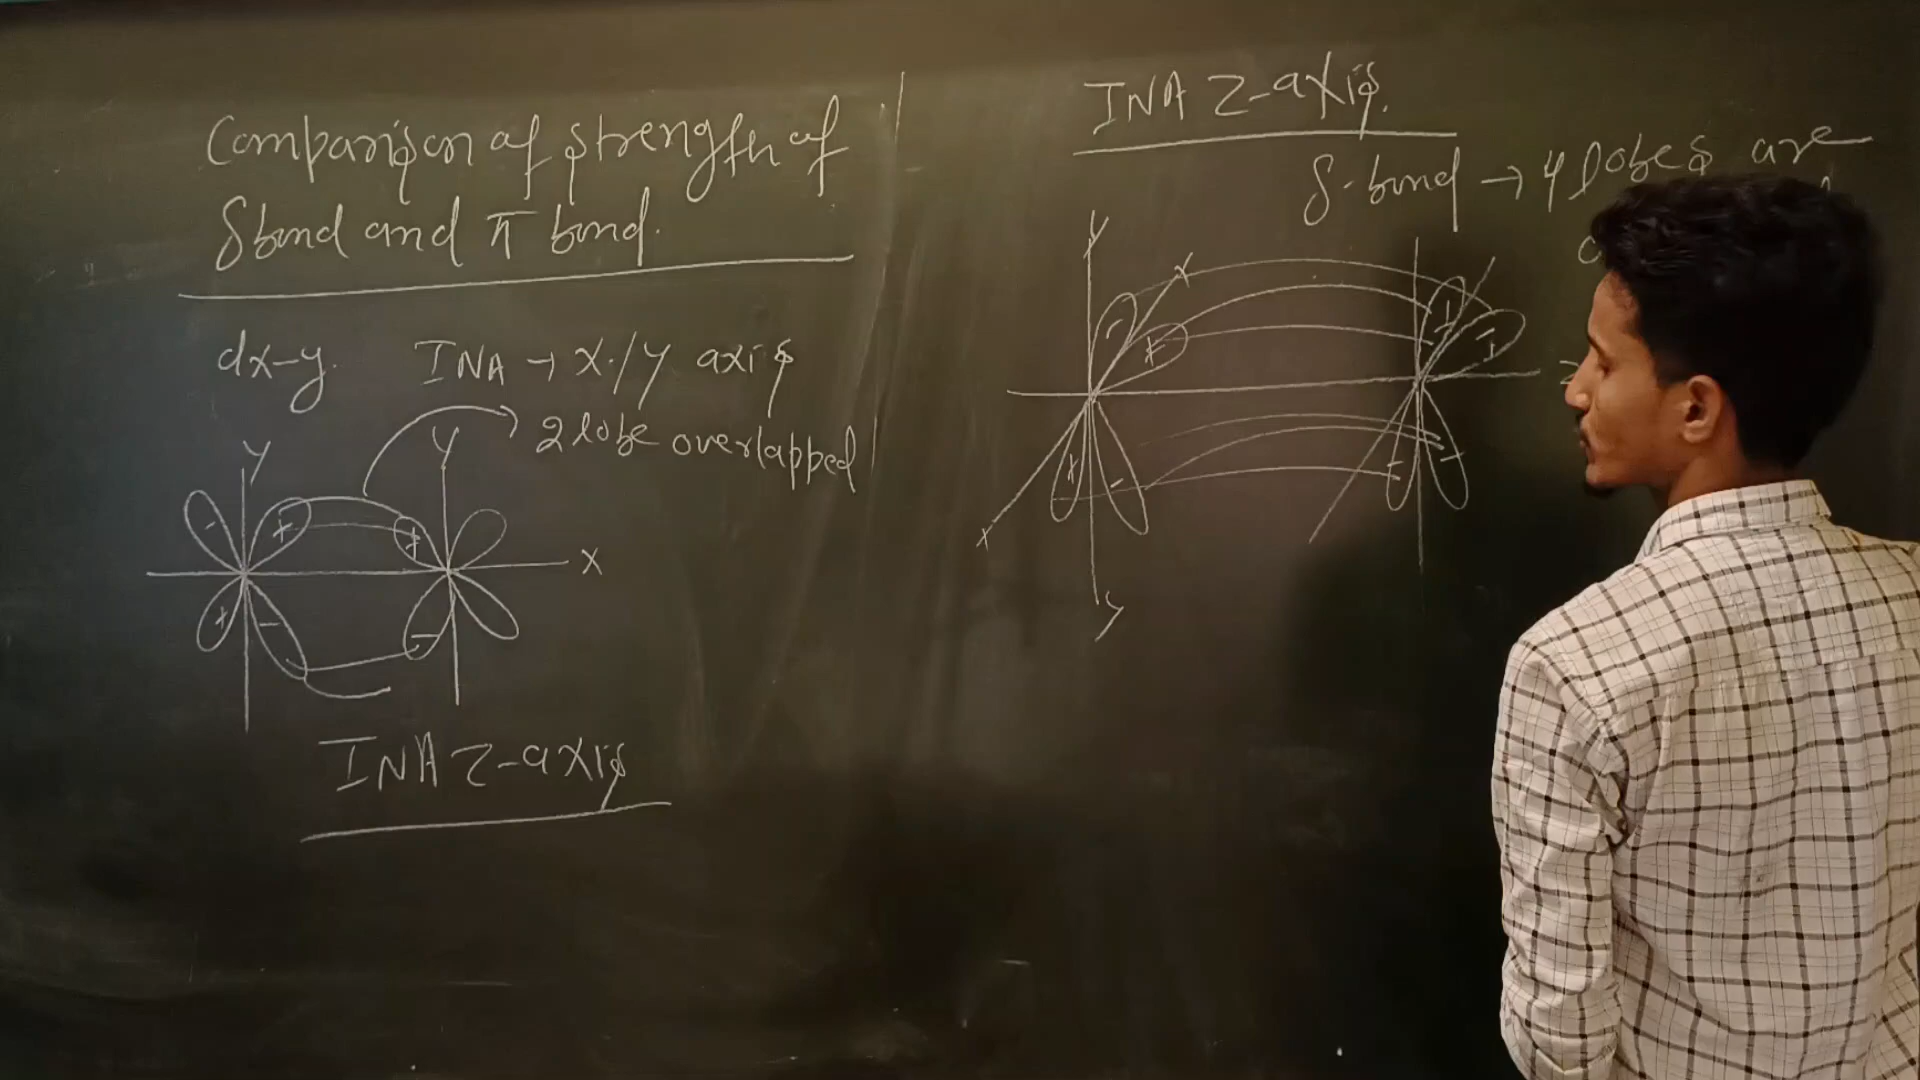 Comparison of strength of
δ bond and π bond.
dx-y. INA → x/y axis
2 lobe overlapped
Y Y
+ +
- -
+ -
X
INA Z-axis
INA Z-axis.
δ-bond → 4 lobes are
Y
X
- +
+ -
X
Y